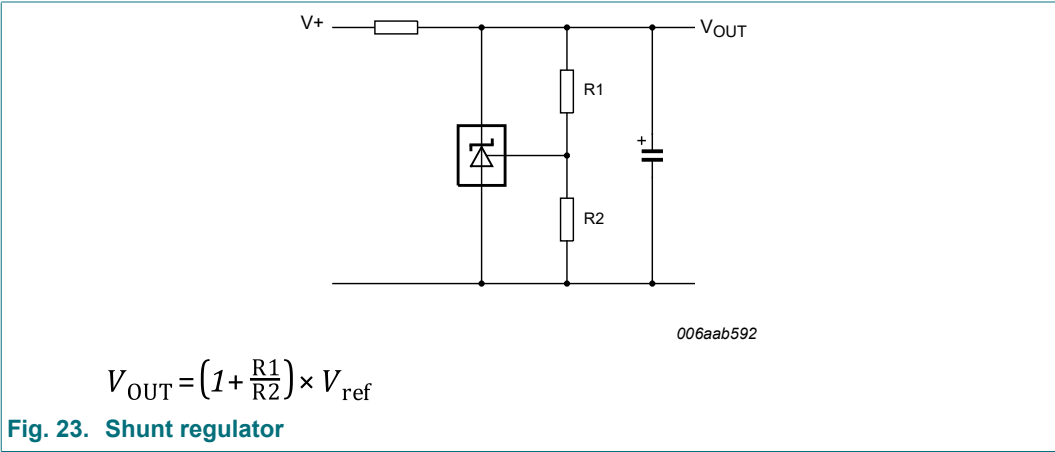 V+
VOUT
R1
+
R2
006aab592
VOUT = (1 + R1/R2) × Vref
Fig. 23. Shunt regulator